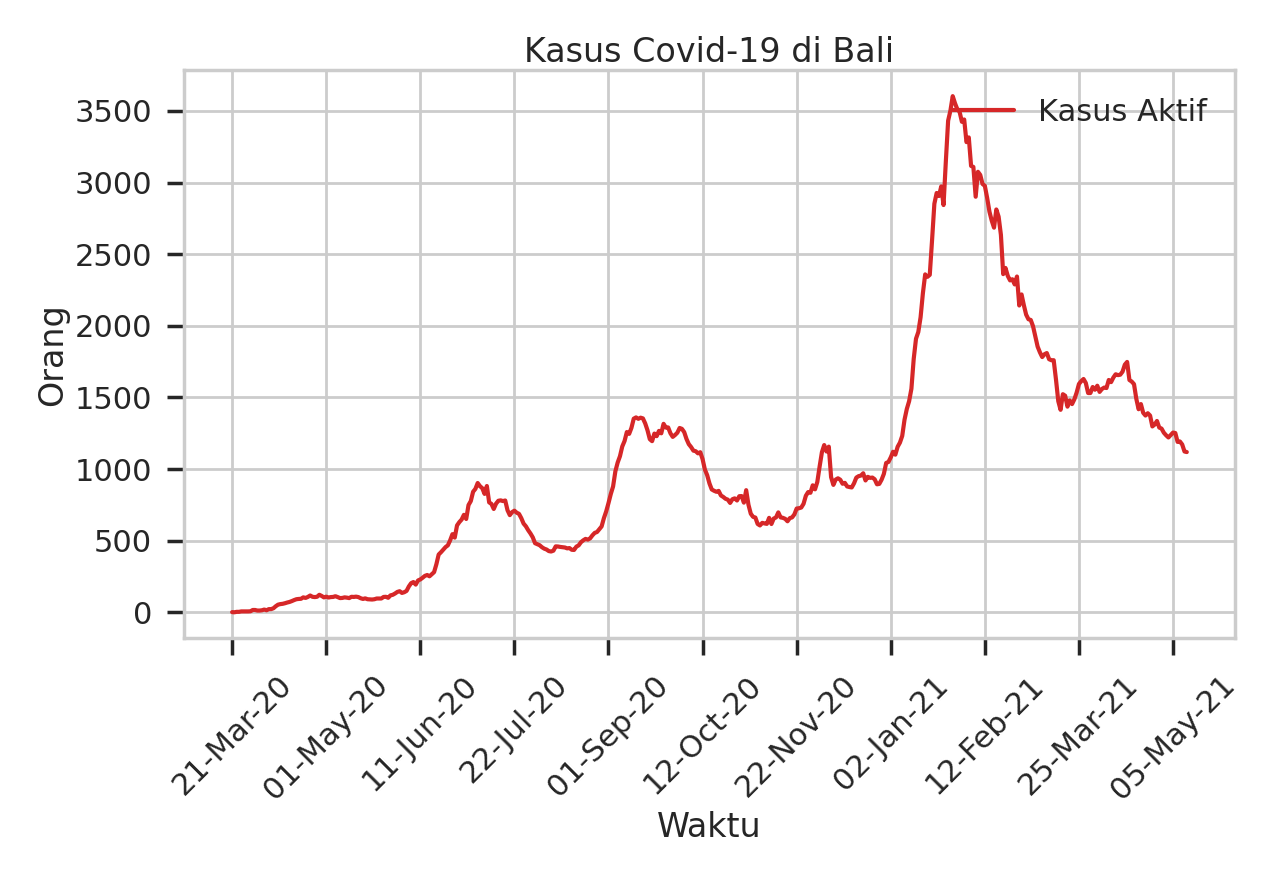 Kasus Covid-19 di Bali
Kasus Aktif
Orang
3500
3000
2500
2000
1500
1000
500
0
21-Mar-20
01-May-20
11-Jun-20
22-Jul-20
01-Sep-20
12-Oct-20
22-Nov-20
02-Jan-21
12-Feb-21
25-Mar-21
05-May-21
Waktu